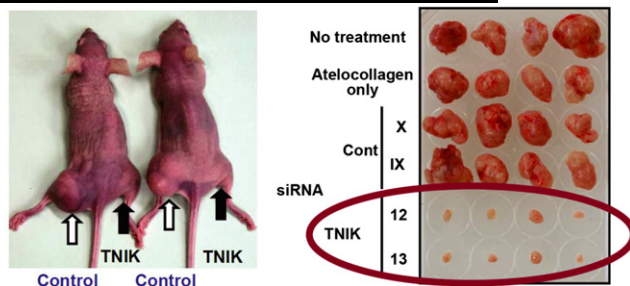 TNIK
TNIK
Control
Control
No treatment
Atelocollagen
only
siRNA
Cont
X
IX
TNIK
12
13